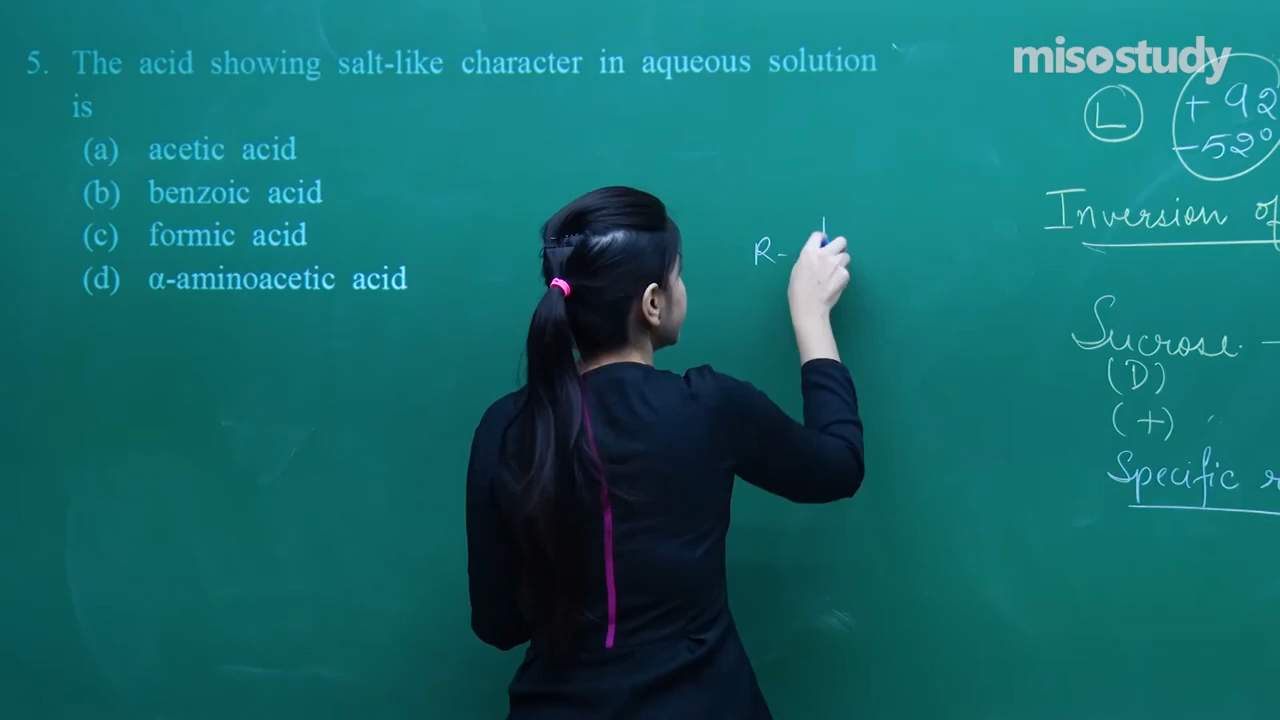 misostudy
5. The acid showing salt-like character in aqueous solution
is
(a) acetic acid
(b) benzoic acid
(c) formic acid
(d) α-aminoacetic acid
R-
L
+92
-52°
Inversion of
Sucrose. -
(D)
(+)
Specific